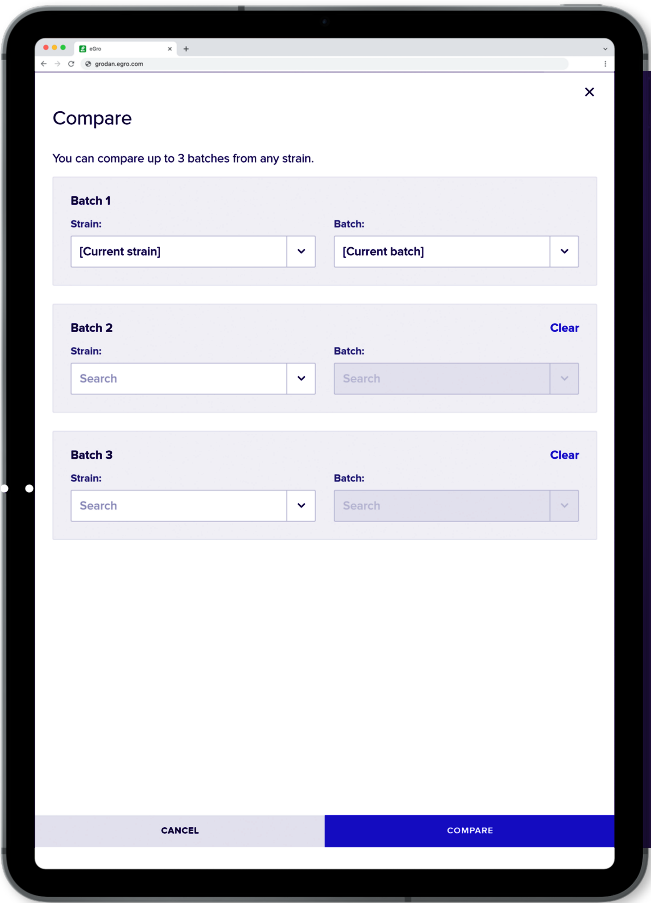 eGro
grodan.egro.com
Compare
You can compare up to 3 batches from any strain.
Batch 1
Strain: Batch:
[Current strain] [Current batch]
Batch 2 Clear
Strain: Batch:
Search Search
Batch 3 Clear
Strain: Batch:
Search Search
CANCEL COMPARE